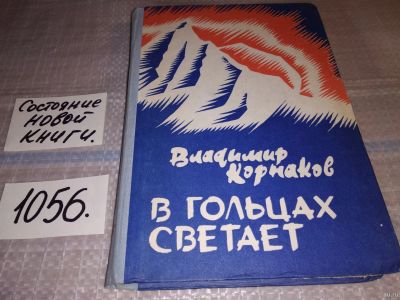 Состояние
новой
книги.
1056.
Владимир
Корнаков
В ГОЛЬЦАХ
СВЕТАЕТ